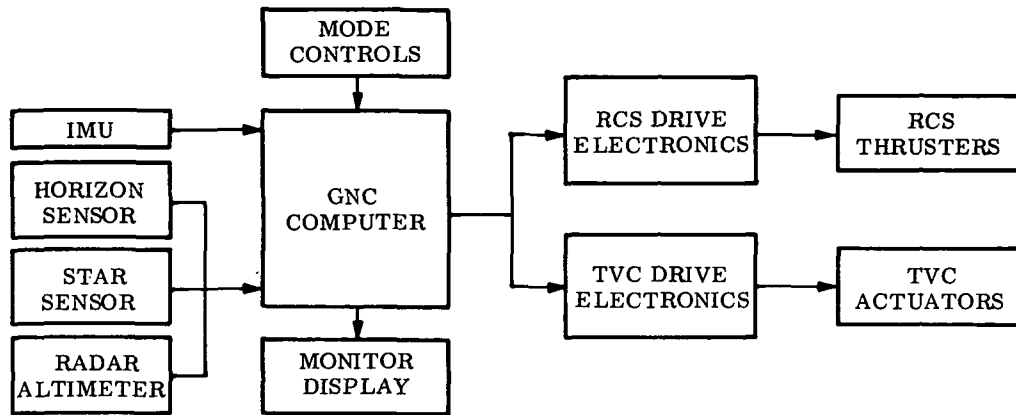 MODE
CONTROLS
IMU
HORIZON
SENSOR
STAR
SENSOR
RADAR
ALTIMETER
GNC
COMPUTER
MONITOR
DISPLAY
RCS DRIVE
ELECTRONICS
TVC DRIVE
ELECTRONICS
RCS
THRUSTERS
TVC
ACTUATORS